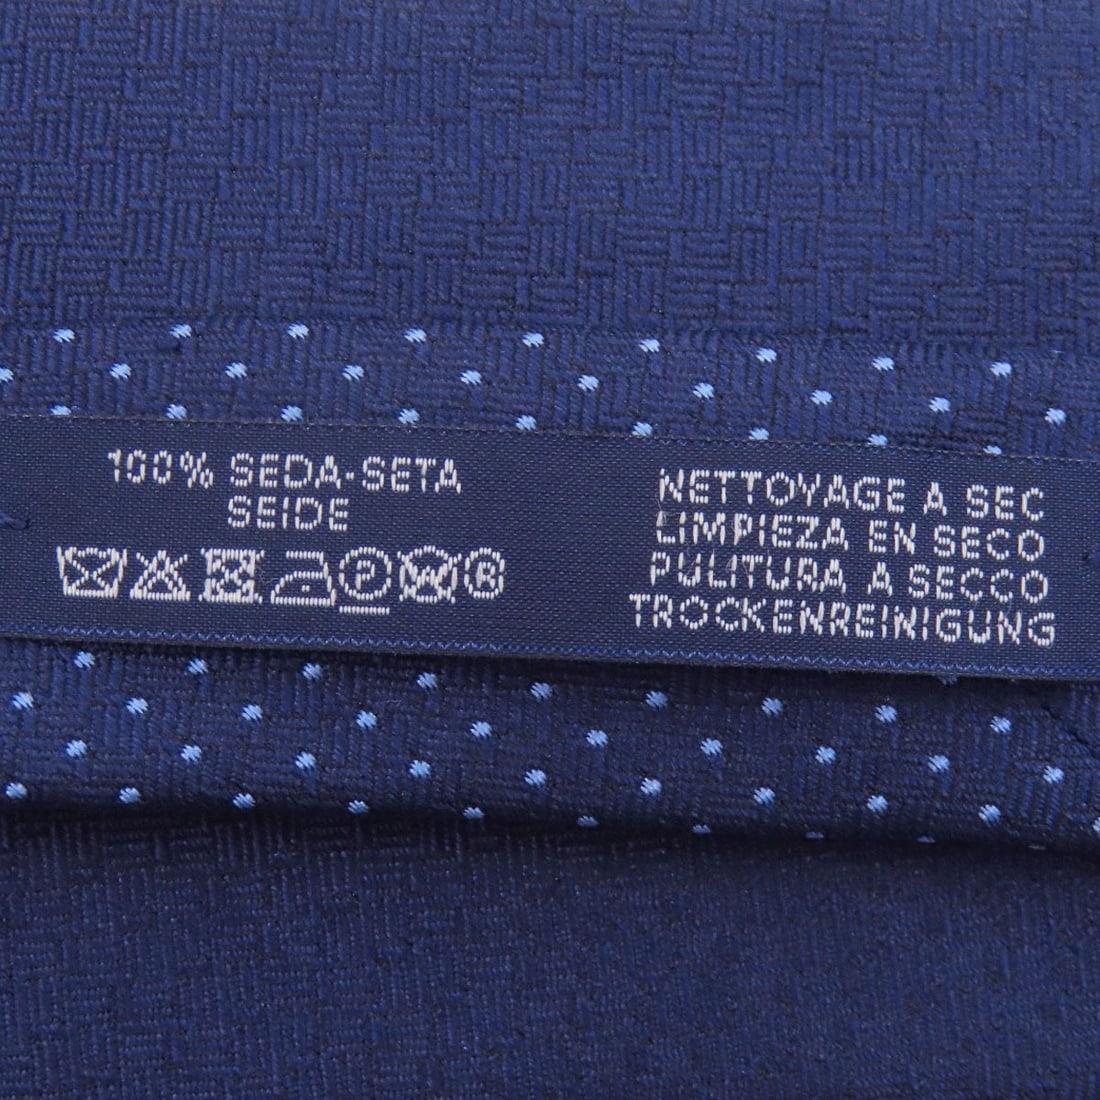 100% SEDA-SETA
SEIDE
P W R
NETTOYAGE A SEC
LIMPIEZA EN SECO
PULITURA A SECCO
TROCKENREINIGUNG